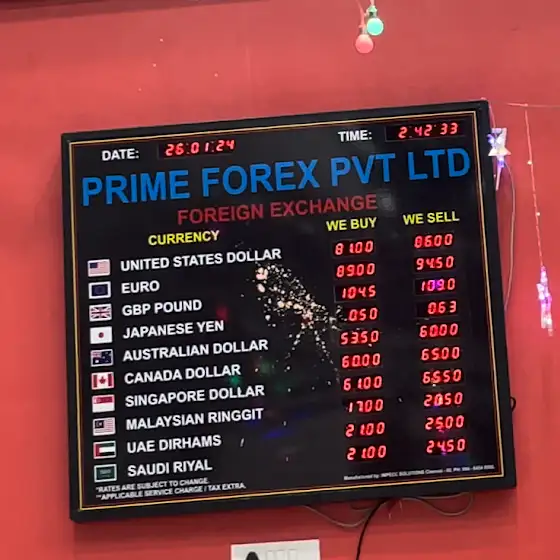 DATE: 26:01:24 TIME: 2:42:33
PRIME FOREX PVT LTD
FOREIGN EXCHANGE
CURRENCY WE BUY WE SELL
UNITED STATES DOLLAR 81.00 86.00
EURO 89.00 94.50
GBP POUND 104.5
JAPANESE YEN 0.50 0.63
AUSTRALIAN DOLLAR 53.50 60.00
CANADA DOLLAR 60.00 65.00
SINGAPORE DOLLAR 61.00 65.50
MALAYSIAN RINGGIT 17.00 20.50
UAE DIRHAMS 21.00 25.00
SAUDI RIYAL 21.00 24.50
*RATES ARE SUBJECT TO CHANGE.
**APPLICABLE SERVICE CHARGE / TAX EXTRA.